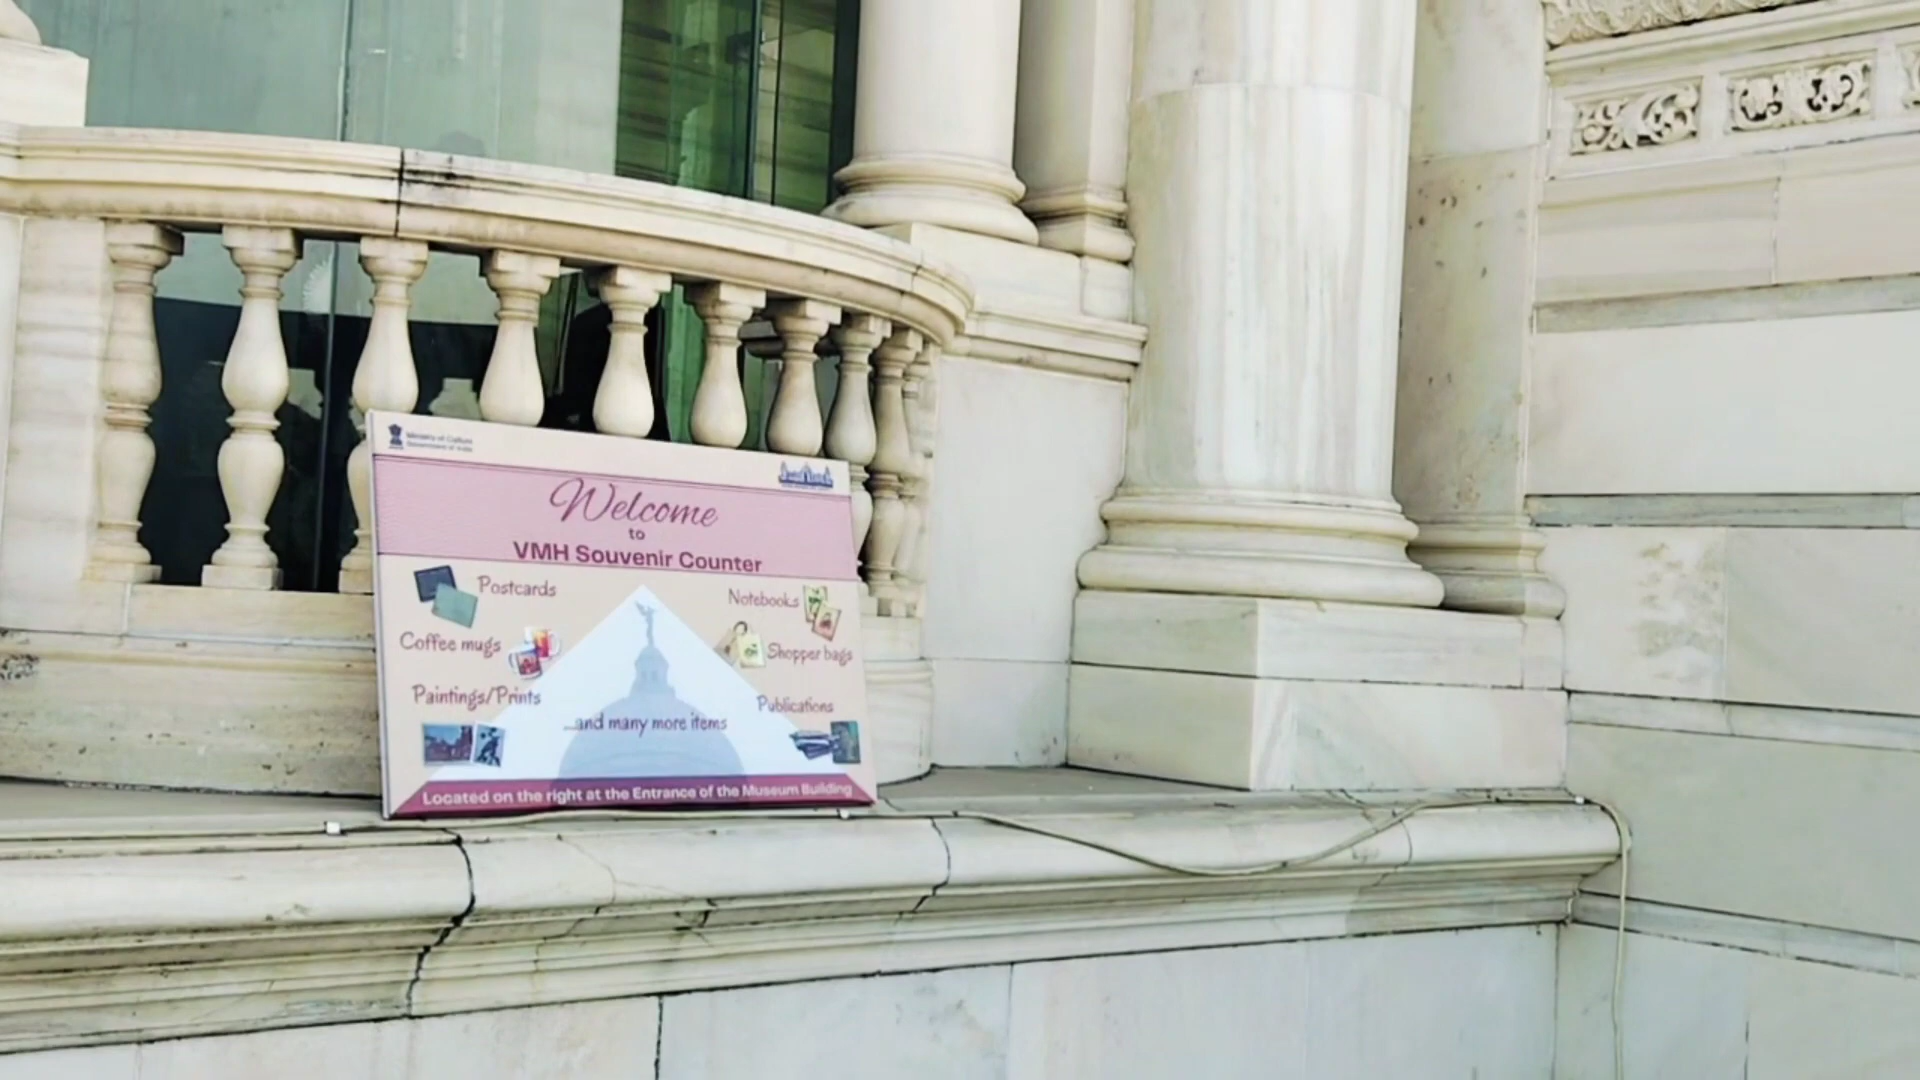 Ministry of Culture
Government of India
Welcome
to
VMH Souvenir Counter
Postcards
Notebooks
Coffee mugs
Shopper bags
Paintings/Prints
Publications
...and many more items
Located on the right at the Entrance of the Museum Building